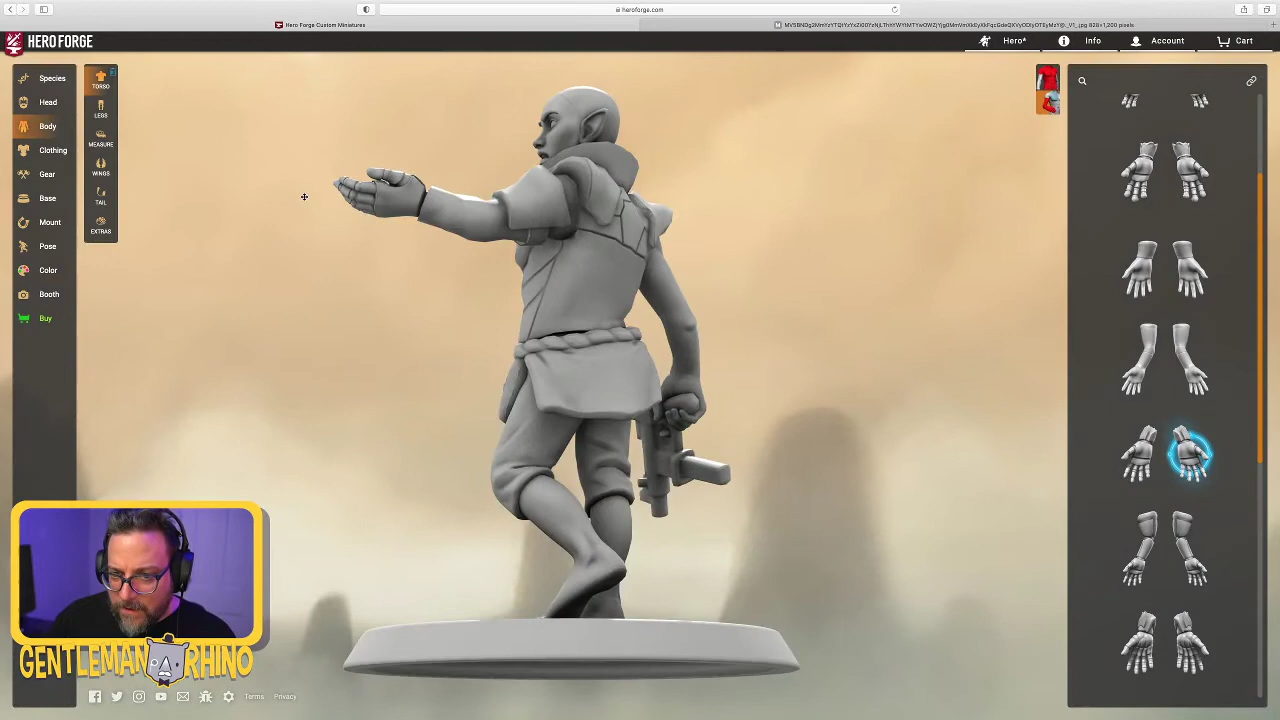 heroforge.com
Hero Forge Custom Miniatures
HERO FORGE
Hero*
Info
Account
Cart
Species
Head
Body
Clothing
Gear
Base
Mount
Pose
Color
Booth
Buy
TORSO
LEGS
MEASURE
WINGS
TAIL
EXTRAS
GENTLEMAN RHINO
Terms
Privacy